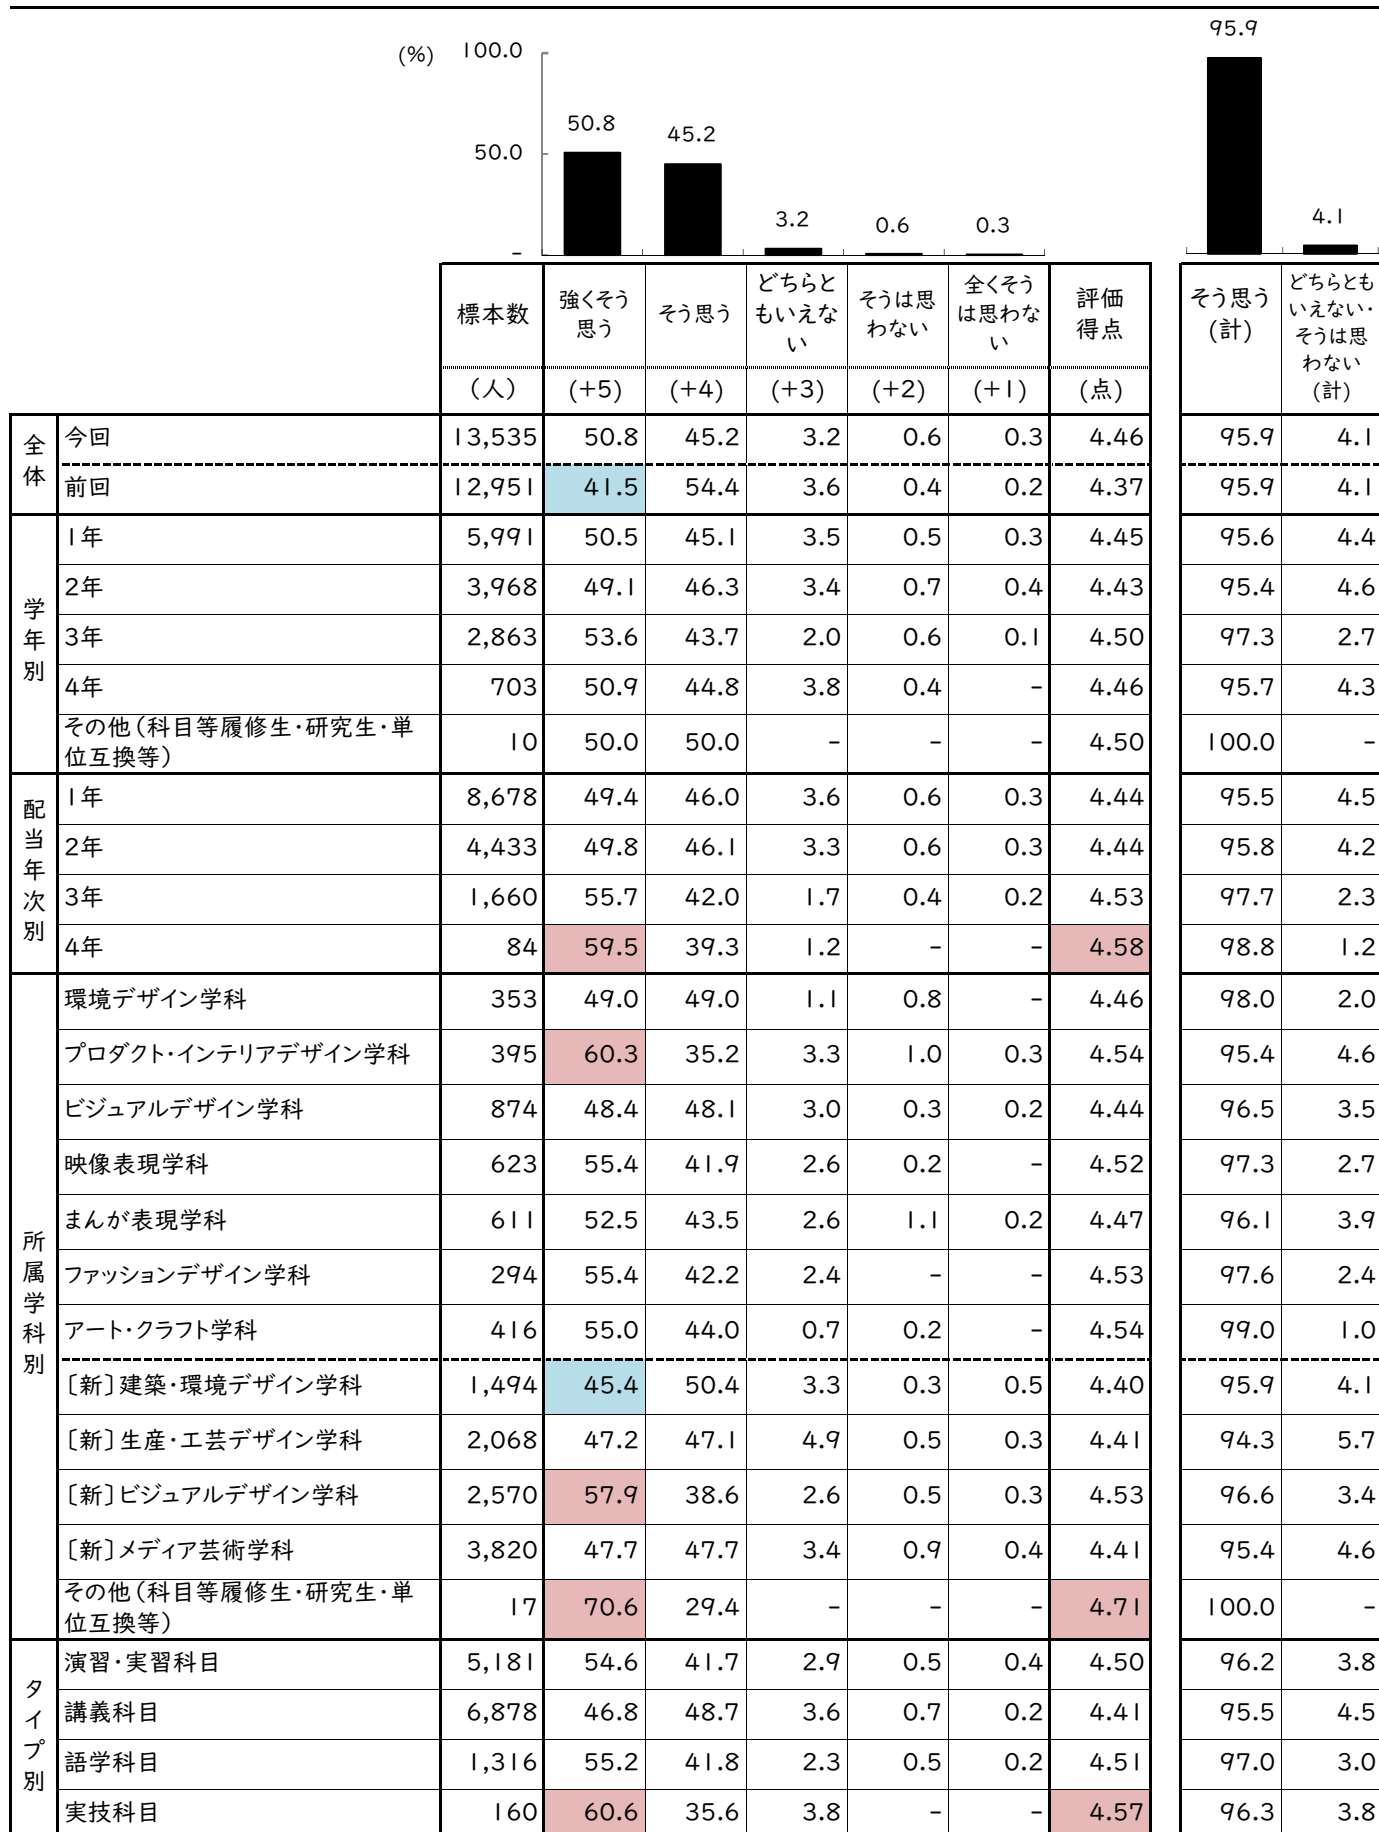 95.9
(%) 100.0
50.8 45.2
50.0
3.2 0.6 0.3 4.1
-
標本数 強くそう思う そう思う どちらともいえない そうは思わない 全くそうは思わない 評価得点 そう思う(計) どちらともいえない・そうは思わない(計)
(人) (+5) (+4) (+3) (+2) (+1) (点)
全体
今回 13,535 50.8 45.2 3.2 0.6 0.3 4.46 95.9 4.1
前回 12,951 41.5 54.4 3.6 0.4 0.2 4.37 95.9 4.1
学年別
1年 5,991 50.5 45.1 3.5 0.5 0.3 4.45 95.6 4.4
2年 3,968 49.1 46.3 3.4 0.7 0.4 4.43 95.4 4.6
3年 2,863 53.6 43.7 2.0 0.6 0.1 4.50 97.3 2.7
4年 703 50.9 44.8 3.8 0.4 - 4.46 95.7 4.3
その他(科目等履修生・研究生・単位互換等) 10 50.0 50.0 - - - 4.50 100.0 -
配当年次別
1年 8,678 49.4 46.0 3.6 0.6 0.3 4.44 95.5 4.5
2年 4,433 49.8 46.1 3.3 0.6 0.3 4.44 95.8 4.2
3年 1,660 55.7 42.0 1.7 0.4 0.2 4.53 97.7 2.3
4年 84 59.5 39.3 1.2 - - 4.58 98.8 1.2
所属学科別
環境デザイン学科 353 49.0 49.0 1.1 0.8 - 4.46 98.0 2.0
プロダクト・インテリアデザイン学科 395 60.3 35.2 3.3 1.0 0.3 4.54 95.4 4.6
ビジュアルデザイン学科 874 48.4 48.1 3.0 0.3 0.2 4.44 96.5 3.5
映像表現学科 623 55.4 41.9 2.6 0.2 - 4.52 97.3 2.7
まんが表現学科 611 52.5 43.5 2.6 1.1 0.2 4.47 96.1 3.9
ファッションデザイン学科 294 55.4 42.2 2.4 - - 4.53 97.6 2.4
アート・クラフト学科 416 55.0 44.0 0.7 0.2 - 4.54 99.0 1.0
〔新〕建築・環境デザイン学科 1,494 45.4 50.4 3.3 0.3 0.5 4.40 95.9 4.1
〔新〕生産・工芸デザイン学科 2,068 47.2 47.1 4.9 0.5 0.3 4.41 94.3 5.7
〔新〕ビジュアルデザイン学科 2,570 57.9 38.6 2.6 0.5 0.3 4.53 96.6 3.4
〔新〕メディア芸術学科 3,820 47.7 47.7 3.4 0.9 0.4 4.41 95.4 4.6
その他(科目等履修生・研究生・単位互換等) 17 70.6 29.4 - - - 4.71 100.0 -
タイプ別
演習・実習科目 5,181 54.6 41.7 2.9 0.5 0.4 4.50 96.2 3.8
講義科目 6,878 46.8 48.7 3.6 0.7 0.2 4.41 95.5 4.5
語学科目 1,316 55.2 41.8 2.3 0.5 0.2 4.51 97.0 3.0
実技科目 160 60.6 35.6 3.8 - - 4.57 96.3 3.8